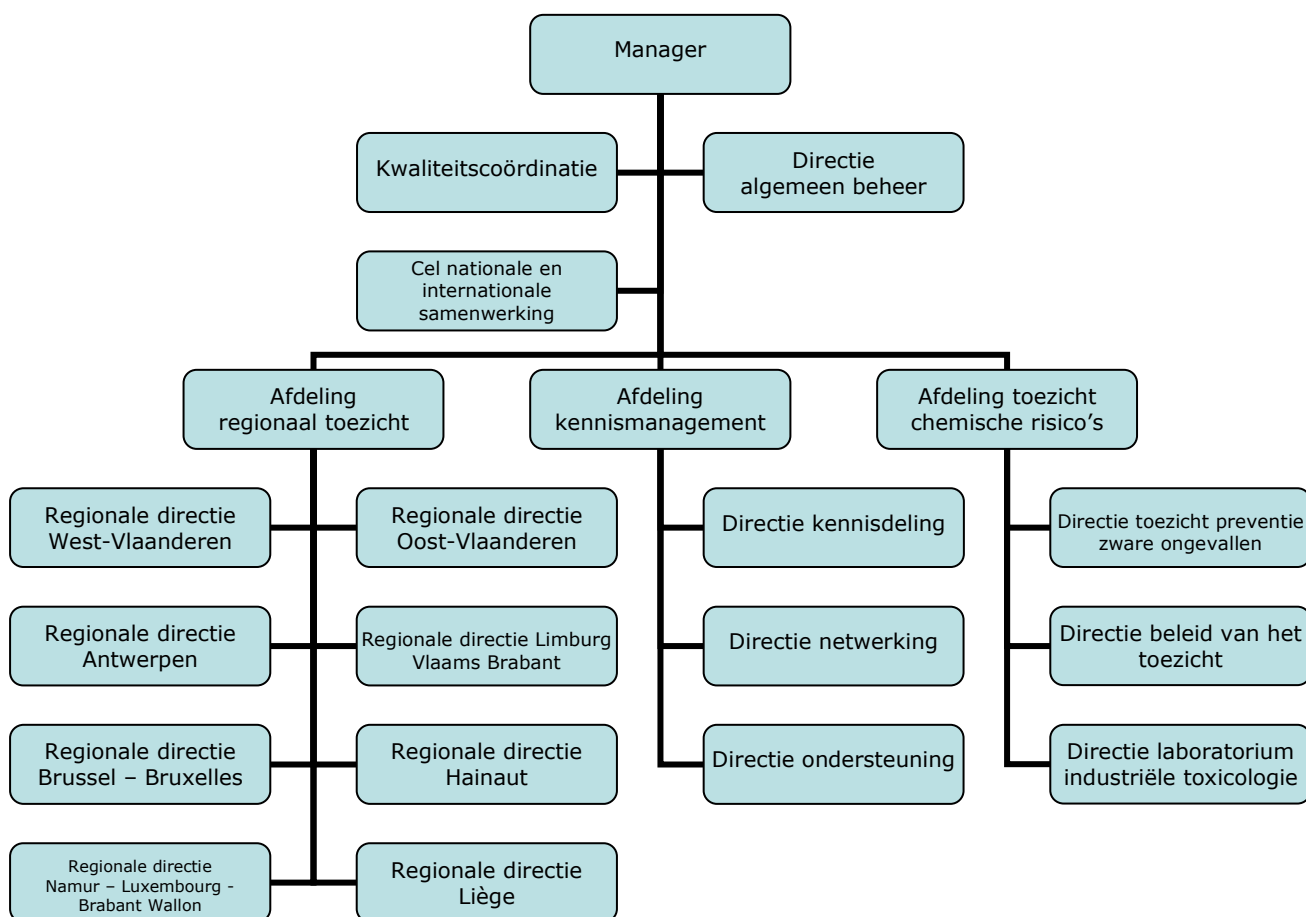 Manager
Kwaliteitscoördinatie
Directie
algemeen beheer
Cel nationale en
internationale
samenwerking
Afdeling
regionaal toezicht
Afdeling
kennismanagement
Afdeling toezicht
chemische risico’s
Regionale directie
West-Vlaanderen
Regionale directie
Oost-Vlaanderen
Directie kennisdeling
Directie toezicht preventie
zware ongevallen
Regionale directie
Antwerpen
Regionale directie Limburg
Vlaams Brabant
Directie netwerking
Directie beleid van het
toezicht
Regionale directie
Brussel – Bruxelles
Regionale directie
Hainaut
Directie ondersteuning
Directie laboratorium
industriële toxicologie
Regionale directie
Namur – Luxembourg -
Brabant Wallon
Regionale directie
Liège